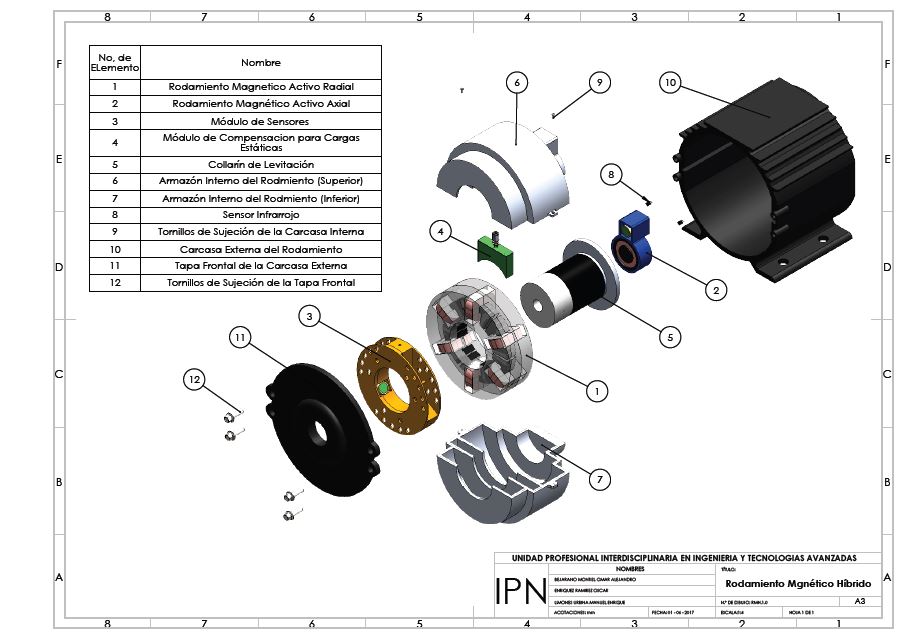 8 7 6 5 4 3 2 1
F F
E E
D D
C C
B B
A A
8 7 6 5 4 3 2 1
No. de ELemento Nombre
1 Rodamiento Magnetico Activo Radial
2 Rodamiento Magnético Activo Axial
3 Módulo de Sensores
4 Módulo de Compensacion para Cargas
Estáticas
5 Collarín de Levitación
6 Armazón Interno del Rodmiento (Superior)
7 Armazón Interno del Rodmiento (Inferior)
8 Sensor Infrarrojo
9 Tornillos de Sujeción de la Carcasa Interna
10 Carcasa Externa del Rodamiento
11 Tapa Frontal de la Carcasa Externa
12 Tornillos de Sujeción de la Tapa Frontal
6
9
10
8
4
2
3
11
5
12
1
7
UNIDAD PROFESIONAL INTERDISCIPLINARIA EN INGENIERIA Y TECNOLOGIAS AVANZADAS
IPN
NOMBRES
BEJARANO MONTIEL OMAR ALEJANDRO
ENRIQUEZ RAMIREZ OSCAR
LIMONES URBINA MANUEL ENRIQUE
TÍTULO:
Rodamiento Mgnético Híbrido
N.º DE DIBUJO: RMH.1.0 A3
ACOTACIONES: mm FECHA: 01 - 06 - 2017 HOJA 1 DE 1